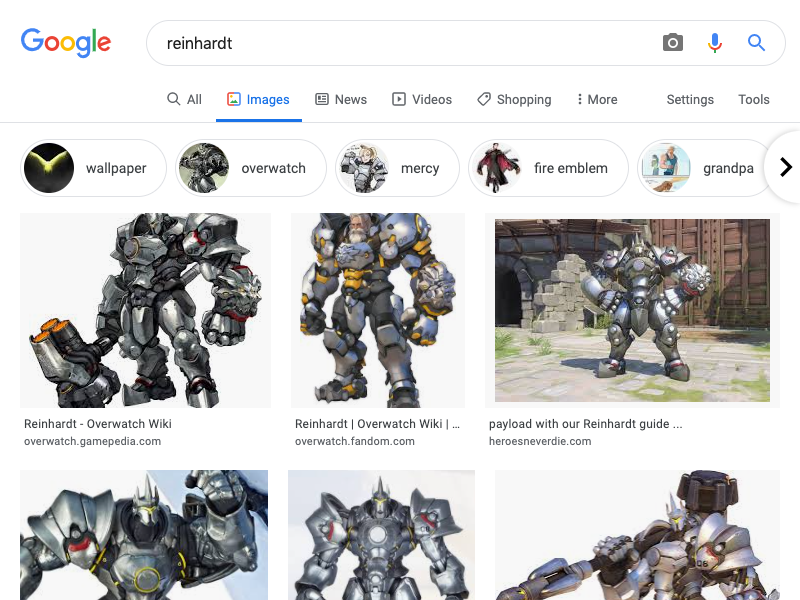 Google
reinhardt
All
Images
News
Videos
Shopping
More
Settings
Tools
wallpaper
overwatch
mercy
fire emblem
grandpa
Reinhardt - Overwatch Wiki
overwatch.gamepedia.com
Reinhardt | Overwatch Wiki | ...
overwatch.fandom.com
payload with our Reinhardt guide ...
heroesneverdie.com